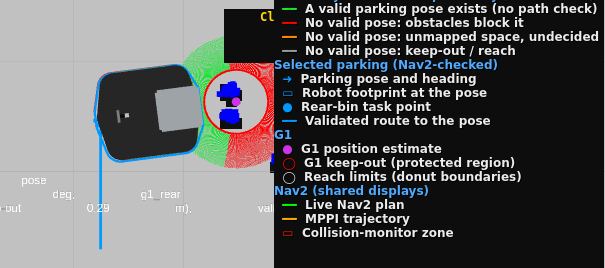 Cl
A valid parking pose exists (no path check)
No valid pose: obstacles block it
No valid pose: unmapped space, undecided
No valid pose: keep-out / reach
Selected parking (Nav2-checked)
Parking pose and heading
Robot footprint at the pose
Rear-bin task point
Validated route to the pose
G1
G1 position estimate
G1 keep-out (protected region)
Reach limits (donut boundaries)
Nav2 (shared displays)
Live Nav2 plan
MPPI trajectory
Collision-monitor zone
pose
deg, g1_rear
-out 0.29 m), vali